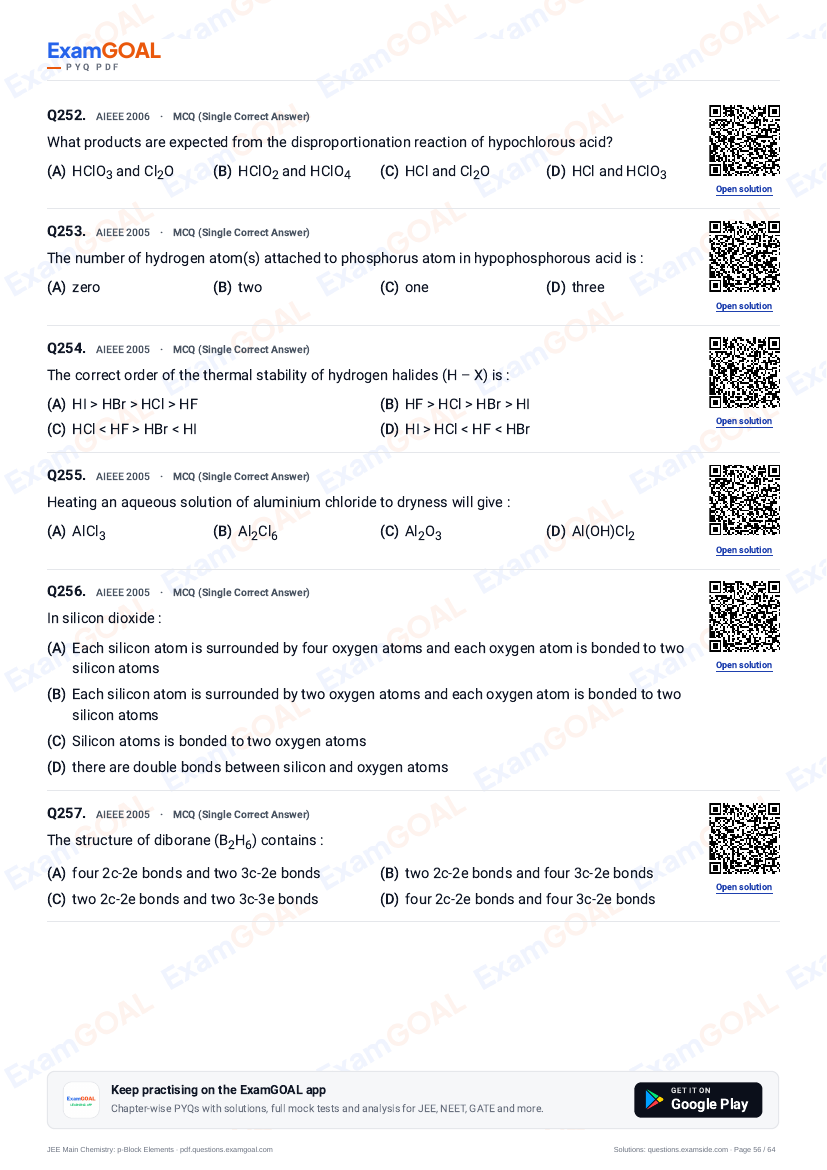 ExamGOAL
PYQ PDF
Q252. AIEEE 2006 · MCQ (Single Correct Answer)
What products are expected from the disproportionation reaction of hypochlorous acid?
(A) HClO3 and Cl2O (B) HClO2 and HClO4 (C) HCl and Cl2O (D) HCl and HClO3
Open solution
Q253. AIEEE 2005 · MCQ (Single Correct Answer)
The number of hydrogen atom(s) attached to phosphorus atom in hypophosphorous acid is :
(A) zero (B) two (C) one (D) three
Open solution
Q254. AIEEE 2005 · MCQ (Single Correct Answer)
The correct order of the thermal stability of hydrogen halides (H – X) is :
(A) HI > HBr > HCl > HF (B) HF > HCl > HBr > HI
(C) HCl < HF > HBr < HI (D) HI > HCl < HF < HBr
Open solution
Q255. AIEEE 2005 · MCQ (Single Correct Answer)
Heating an aqueous solution of aluminium chloride to dryness will give :
(A) AlCl3 (B) Al2Cl6 (C) Al2O3 (D) Al(OH)Cl2
Open solution
Q256. AIEEE 2005 · MCQ (Single Correct Answer)
In silicon dioxide :
(A) Each silicon atom is surrounded by four oxygen atoms and each oxygen atom is bonded to two
silicon atoms
(B) Each silicon atom is surrounded by two oxygen atoms and each oxygen atom is bonded to two
silicon atoms
(C) Silicon atoms is bonded to two oxygen atoms
(D) there are double bonds between silicon and oxygen atoms
Open solution
Q257. AIEEE 2005 · MCQ (Single Correct Answer)
The structure of diborane (B2H6) contains :
(A) four 2c-2e bonds and two 3c-2e bonds (B) two 2c-2e bonds and four 3c-2e bonds
(C) two 2c-2e bonds and two 3c-3e bonds (D) four 2c-2e bonds and four 3c-2e bonds
Open solution
ExamGOAL
Keep practising on the ExamGOAL app
Chapter-wise PYQs with solutions, full mock tests and analysis for JEE, NEET, GATE and more.
GET IT ON
Google Play
JEE Main Chemistry: p-Block Elements · pdf.questions.examgoal.com
Solutions: questions.examside.com · Page 56 / 64